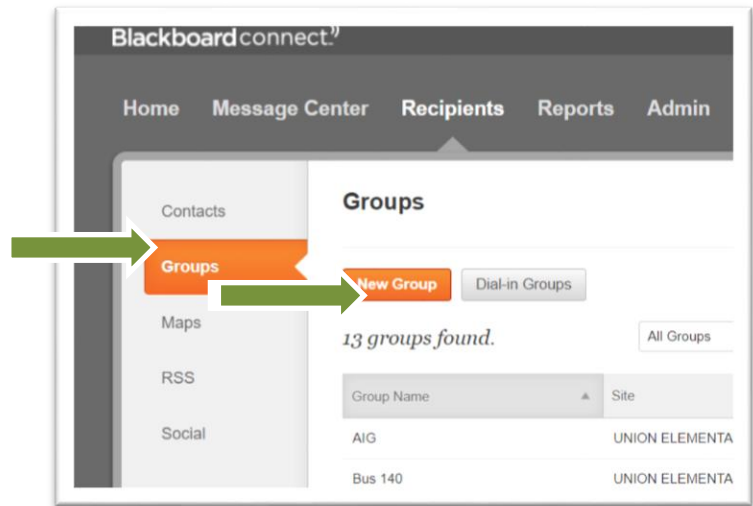 Blackboard connect.
Home Message Center Recipients Reports Admin
Contacts
Groups
Maps
RSS
Social
Groups
New Group Dial-in Groups
13 groups found. All Groups
Group Name Site
AIG UNION ELEMENTA
Bus 140 UNION ELEMENTA